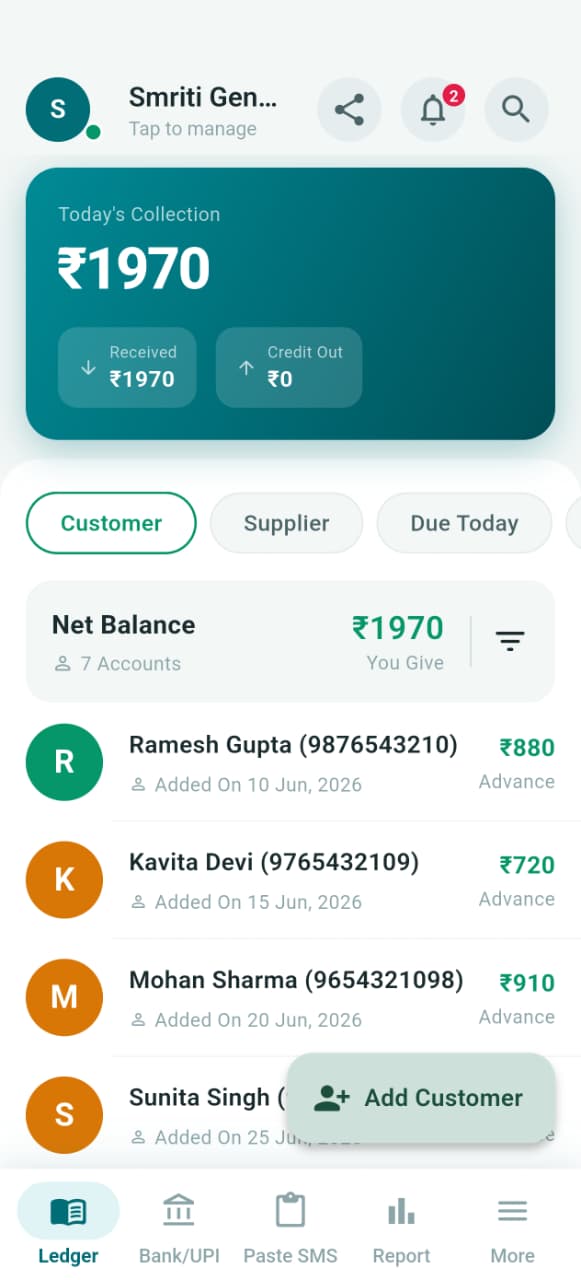 S
Smriti Gen...
Tap to manage
2
Today's Collection
₹1970
Received
₹1970
Credit Out
₹0
Customer
Supplier
Due Today
Net Balance
7 Accounts
₹1970
You Give
R
Ramesh Gupta (9876543210)
Added On 10 Jun, 2026
₹880
Advance
K
Kavita Devi (9765432109)
Added On 15 Jun, 2026
₹720
Advance
M
Mohan Sharma (9654321098)
Added On 20 Jun, 2026
₹910
Advance
S
Sunita Singh (
Added On 25
Add Customer
Ledger
Bank/UPI
Paste SMS
Report
More